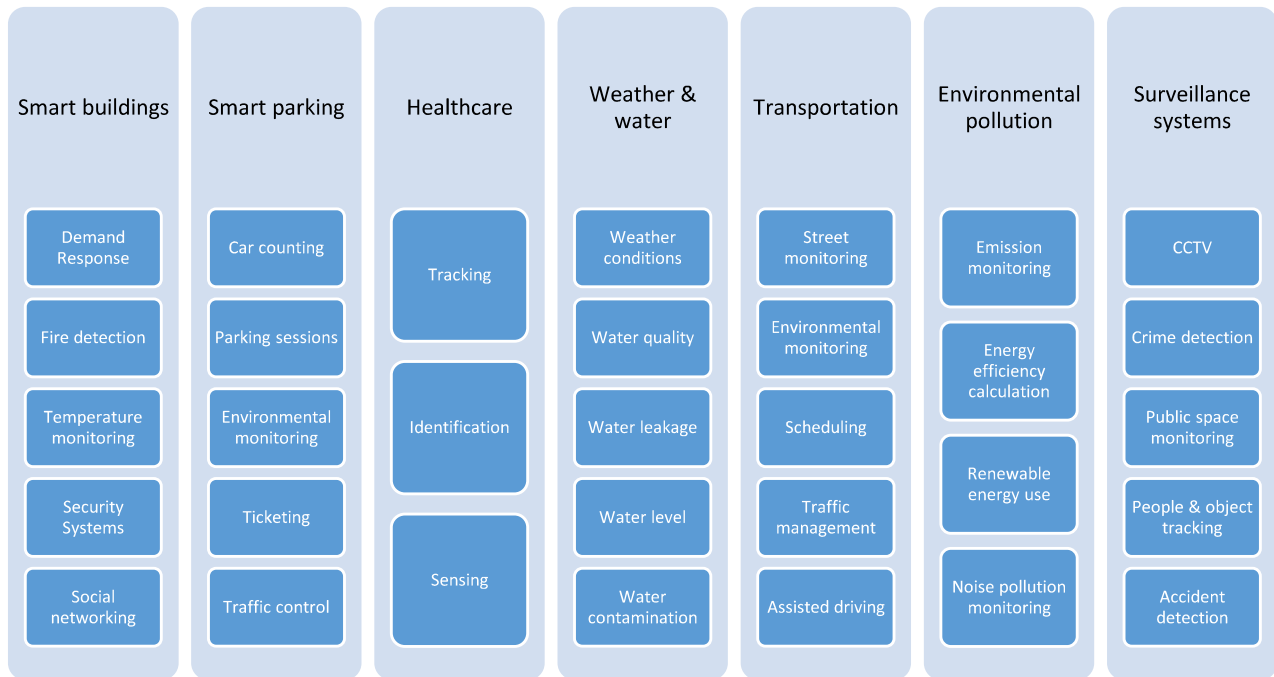 Smart buildings
Demand
Response
Fire detection
Temperature
monitoring
Security
Systems
Social
networking
Smart parking
Car counting
Parking sessions
Environmental
monitoring
Ticketing
Traffic control
Healthcare
Tracking
Identification
Sensing
Weather &
water
Weather
conditions
Water quality
Water leakage
Water level
Water
contamination
Transportation
Street
monitoring
Environmental
monitoring
Scheduling
Traffic
management
Assisted driving
Environmental
pollution
Emission
monitoring
Energy
efficiency
calculation
Renewable
energy use
Noise pollution
monitoring
Surveillance
systems
CCTV
Crime detection
Public space
monitoring
People & object
tracking
Accident
detection